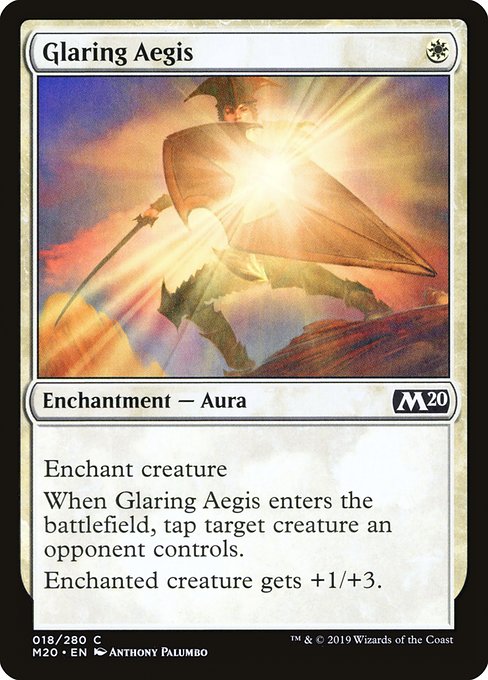 Glaring Aegis
Enchantment — Aura
M20
Enchant creature
When Glaring Aegis enters the
battlefield, tap target creature an
opponent controls.
Enchanted creature gets +1/+3.
018/280 C
M20 • EN Anthony Palumbo
™ & © 2019 Wizards of the Coast